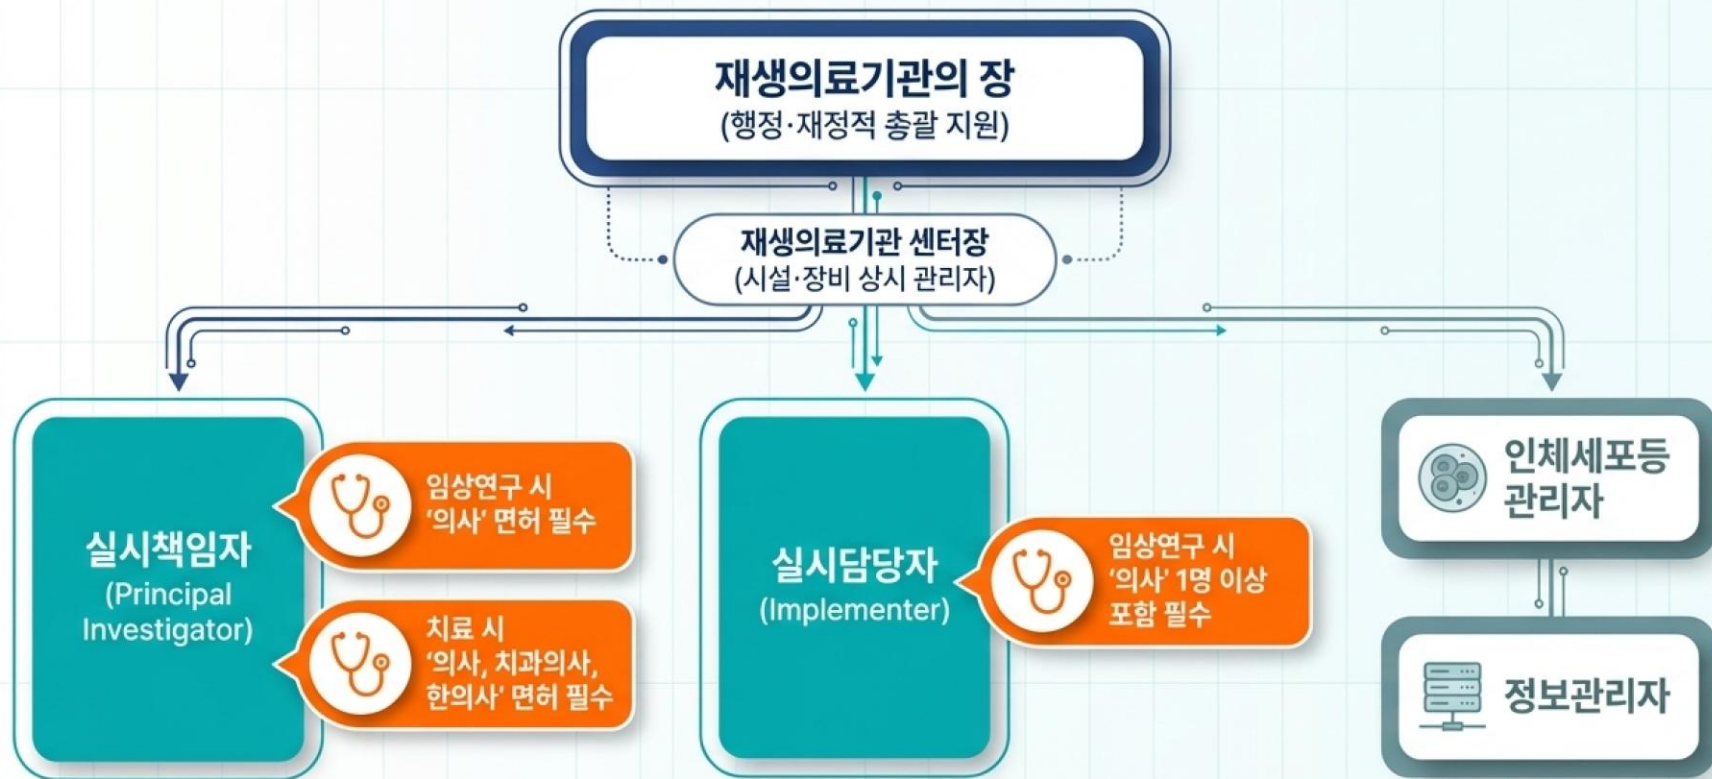 재생의료기관의 장
(행정·재정적 총괄 지원)
재생의료기관 센터장
(시설·장비 상시 관리자)
실시책임자
(Principal
Investigator)
임상연구 시
‘의사’ 면허 필수
치료 시
‘의사, 치과의사,
한의사’ 면허 필수
실시담당자
(Implementer)
임상연구 시
‘의사’ 1명 이상
포함 필수
인체세포등
관리자
정보관리자